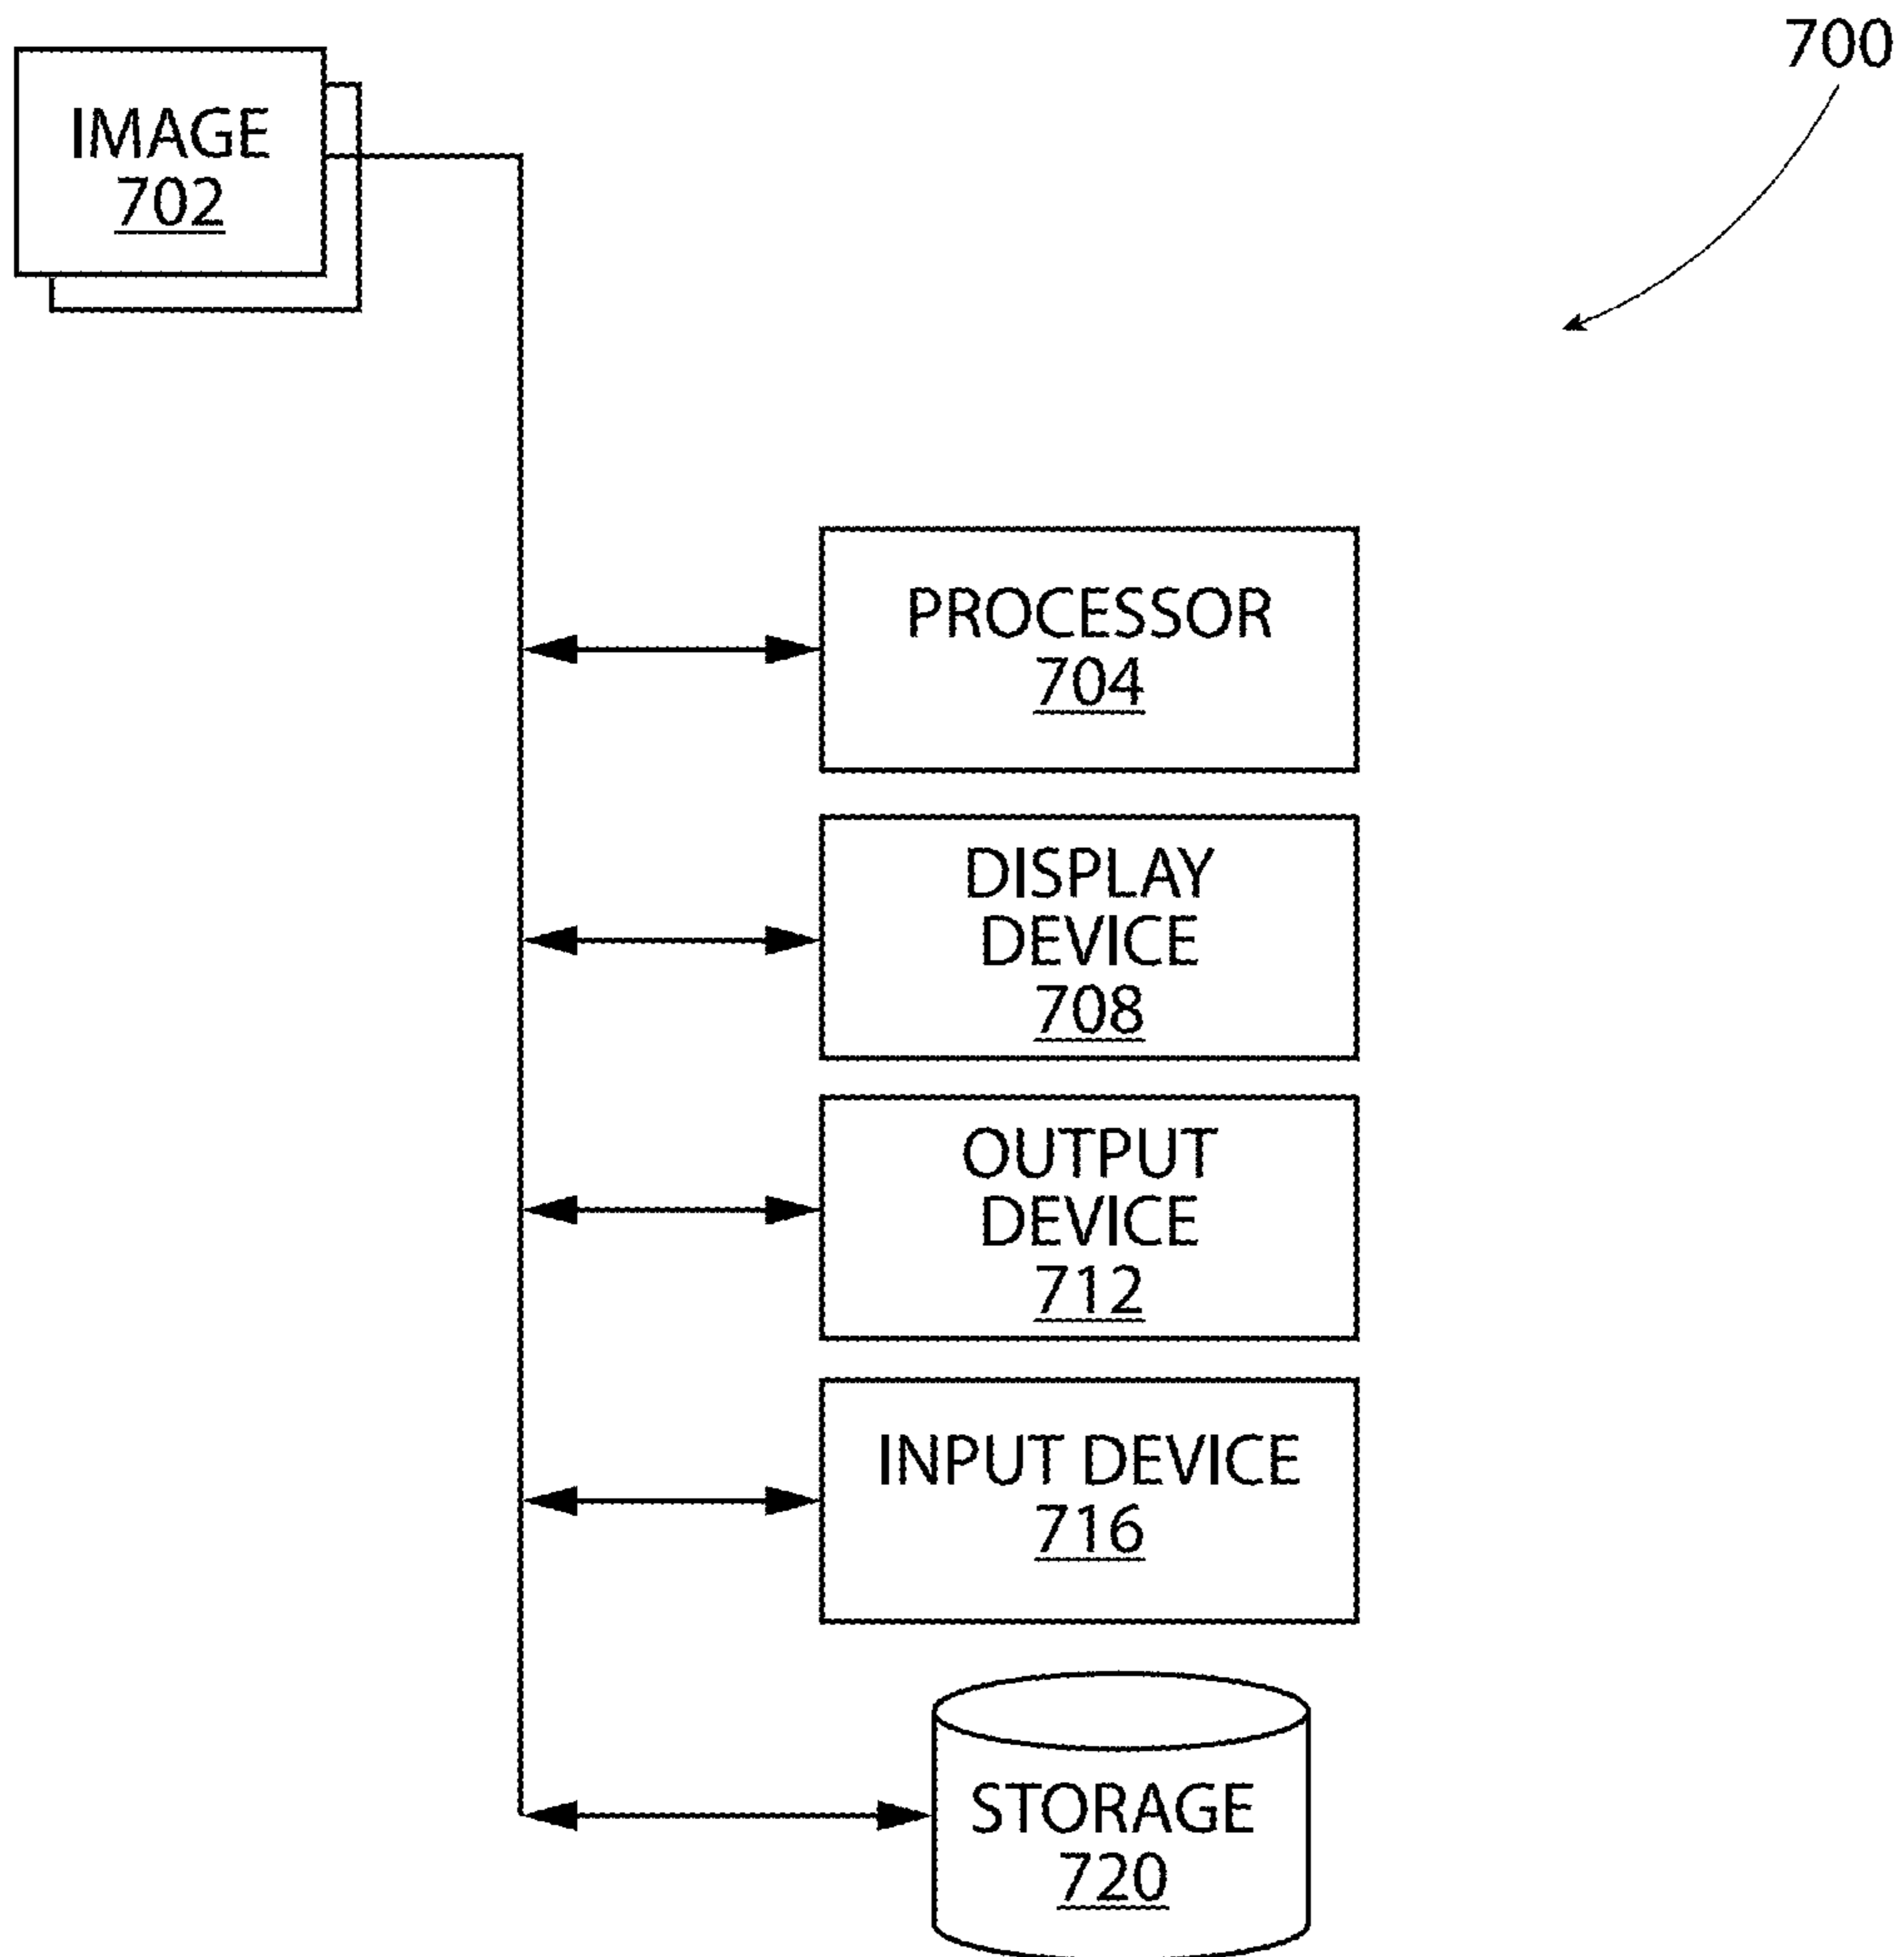 700
IMAGE
702
PROCESSOR
704
DISPLAY
DEVICE
708
OUTPUT
DEVICE
712
INPUT DEVICE
716
STORAGE
720